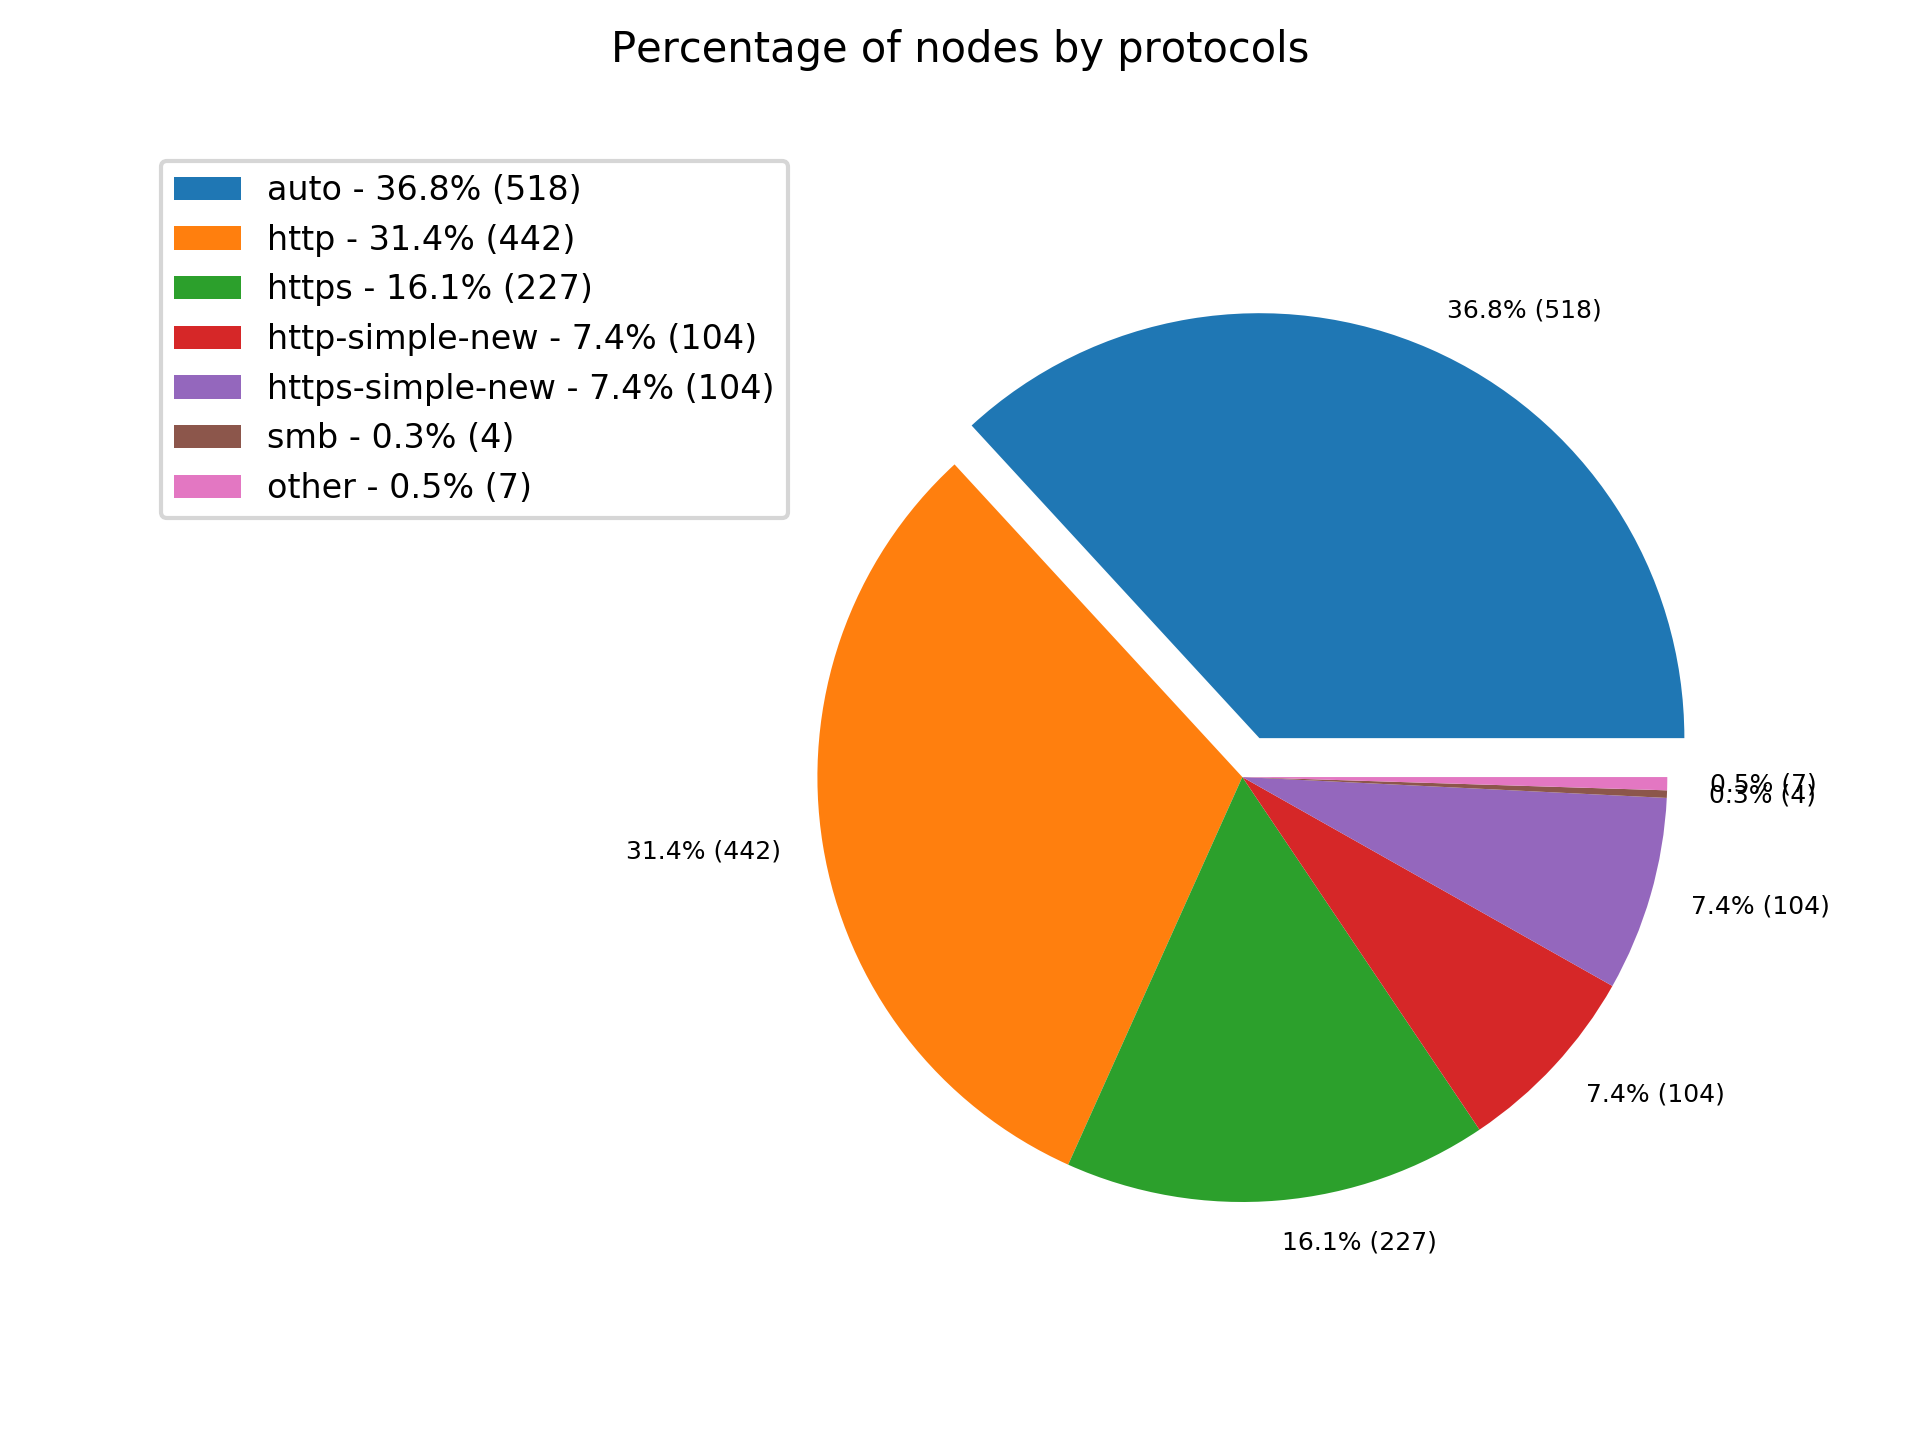 Percentage of nodes by protocols
auto - 36.8% (518)
http - 31.4% (442)
https - 16.1% (227)
http-simple-new - 7.4% (104)
https-simple-new - 7.4% (104)
smb - 0.3% (4)
other - 0.5% (7)
36.8% (518)
0.5% (7)
0.3% (4)
31.4% (442)
7.4% (104)
7.4% (104)
16.1% (227)